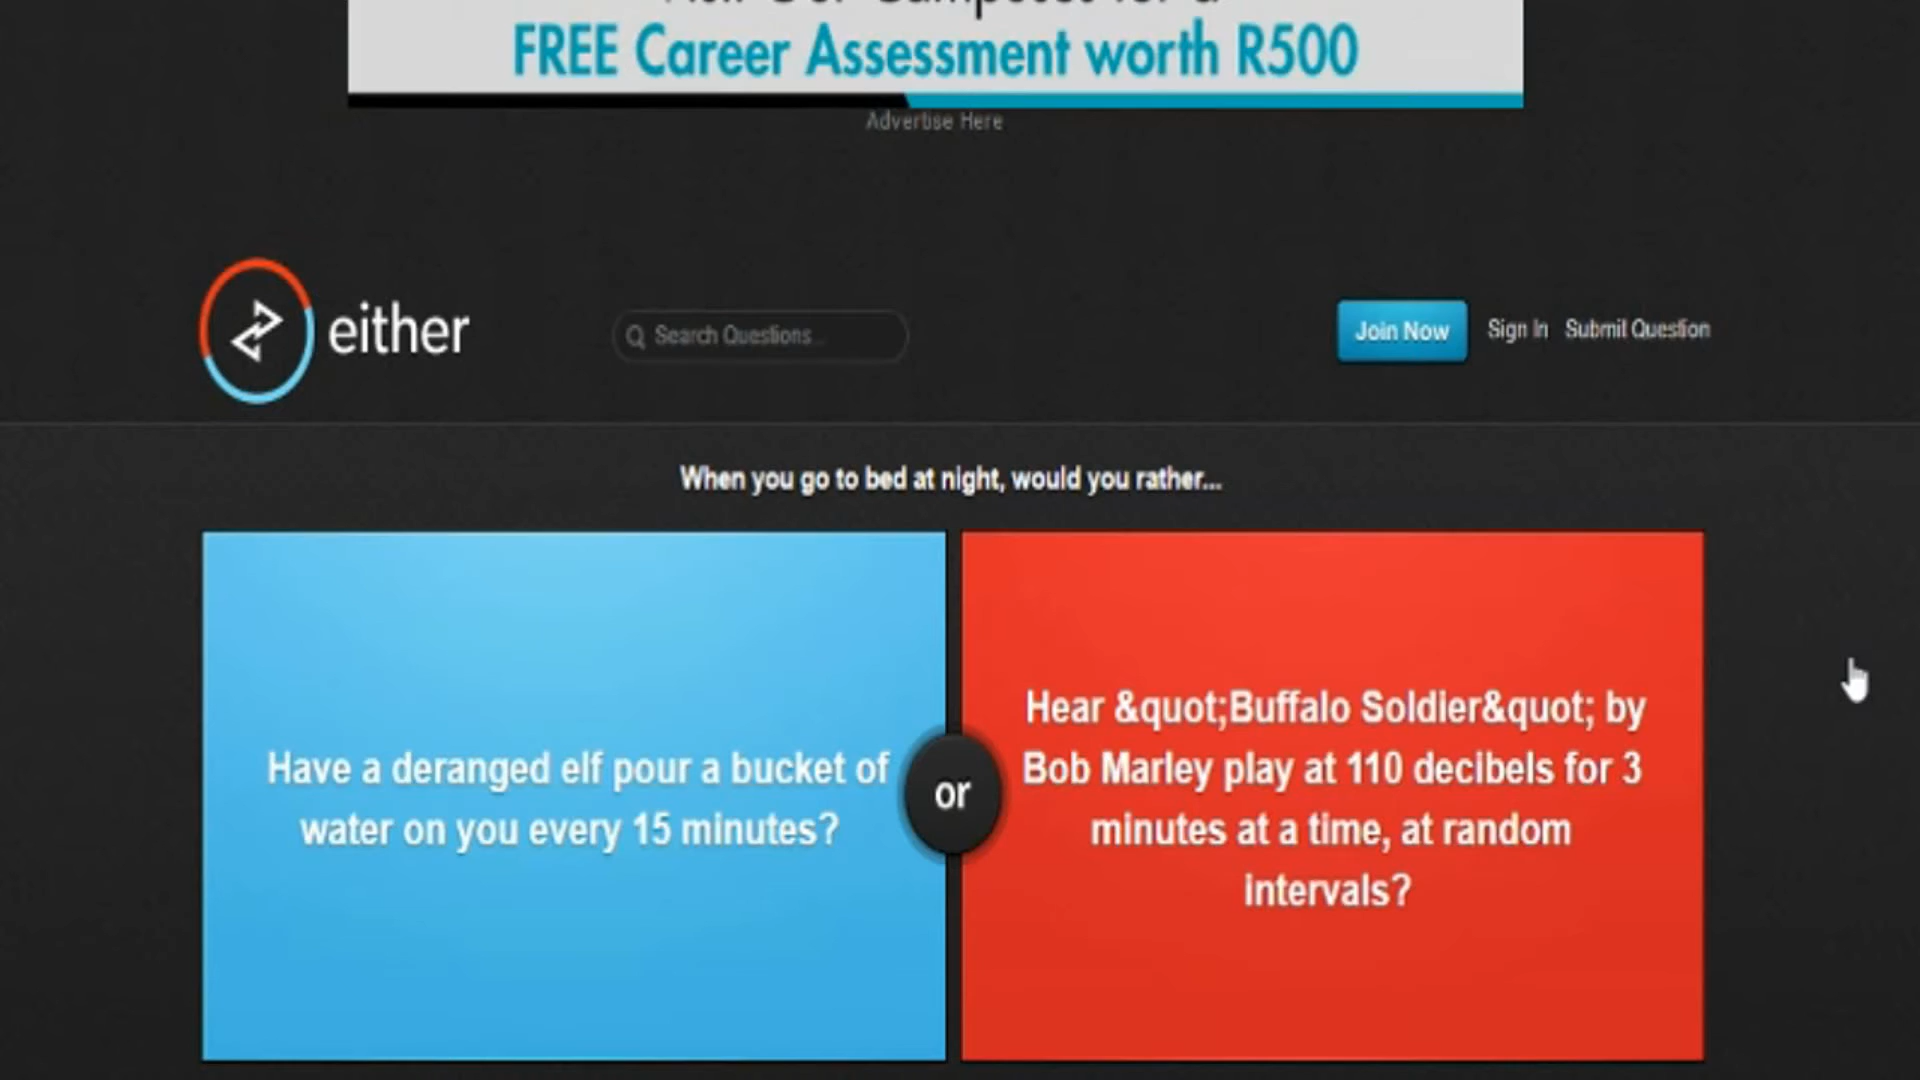 FREE Career Assessment worth R500
Advertise Here
either
Search Questions...
Join Now
Sign In
Submit Question
When you go to bed at night, would you rather...
Have a deranged elf pour a bucket of
water on you every 15 minutes?
or
Hear &quot;Buffalo Soldier&quot; by
Bob Marley play at 110 decibels for 3
minutes at a time, at random
intervals?